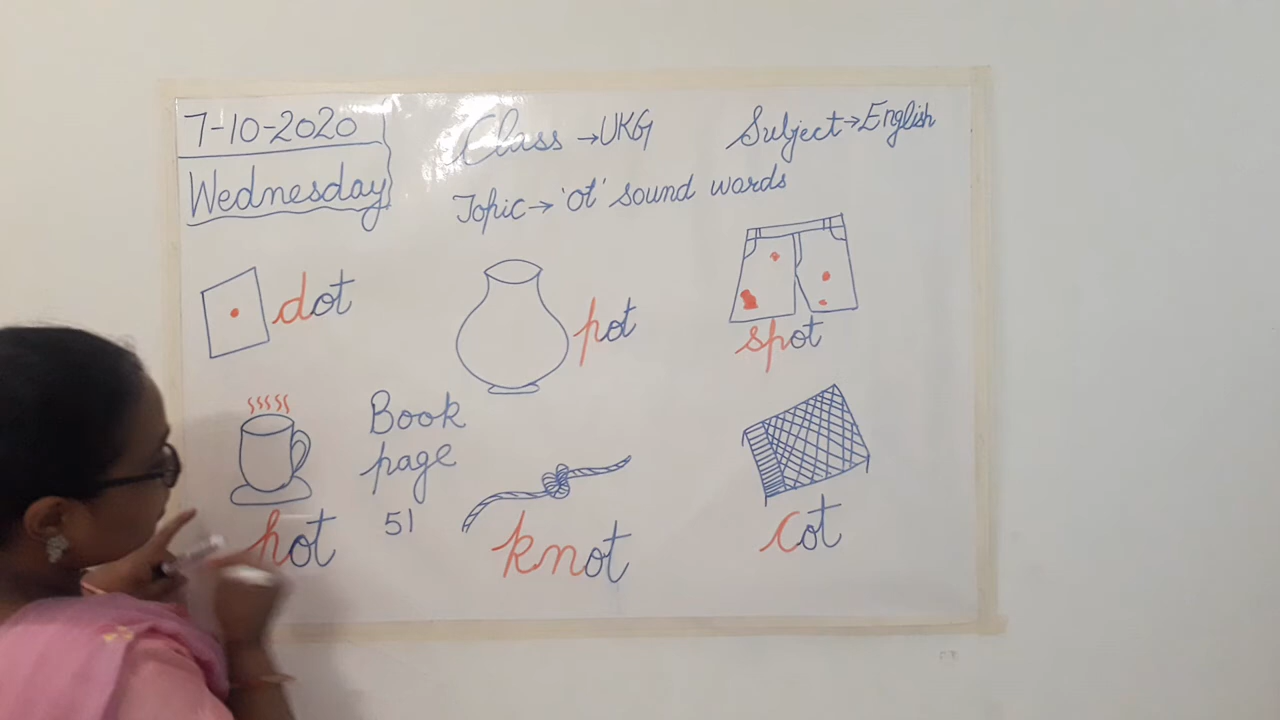 7-10-2020
Wednesday
Class → UKG
Subject → English
Topic → 'ot' sound words
dot
pot
spot
hot
Book
page
51
knot
cot